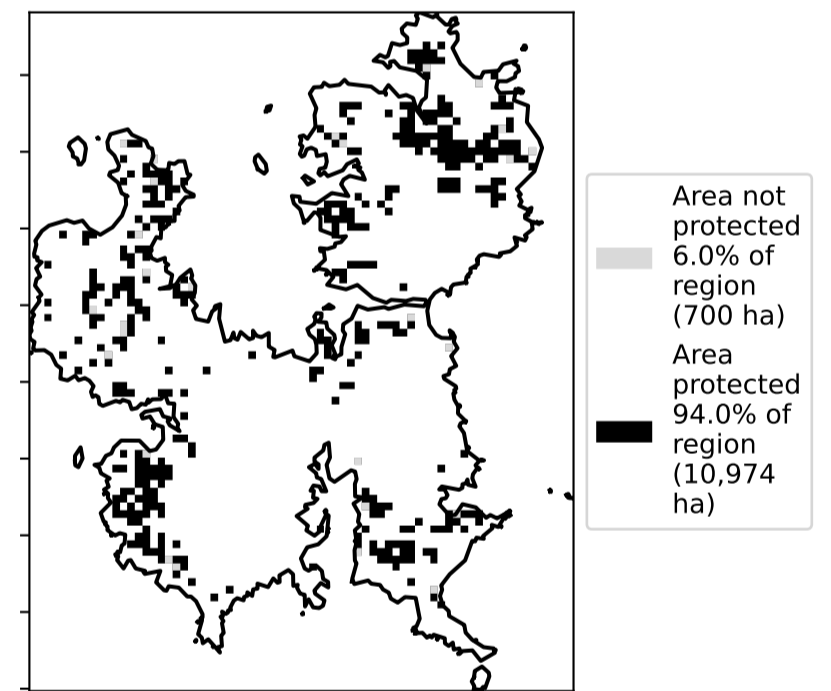 Area not
protected
6.0% of
region
(700 ha)
Area
protected
94.0% of
region
(10,974
ha)